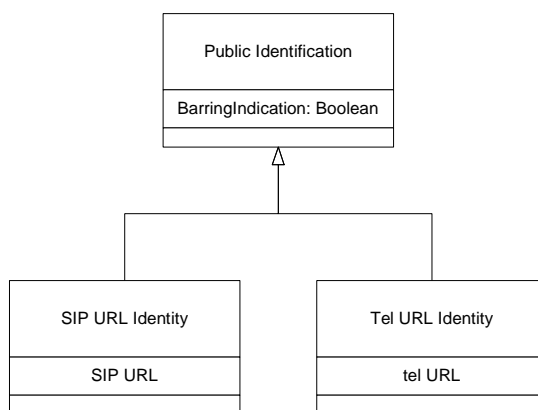 Public Identification
BarringIndication: Boolean
SIP URL Identity
SIP URL
Tel URL Identity
tel URL